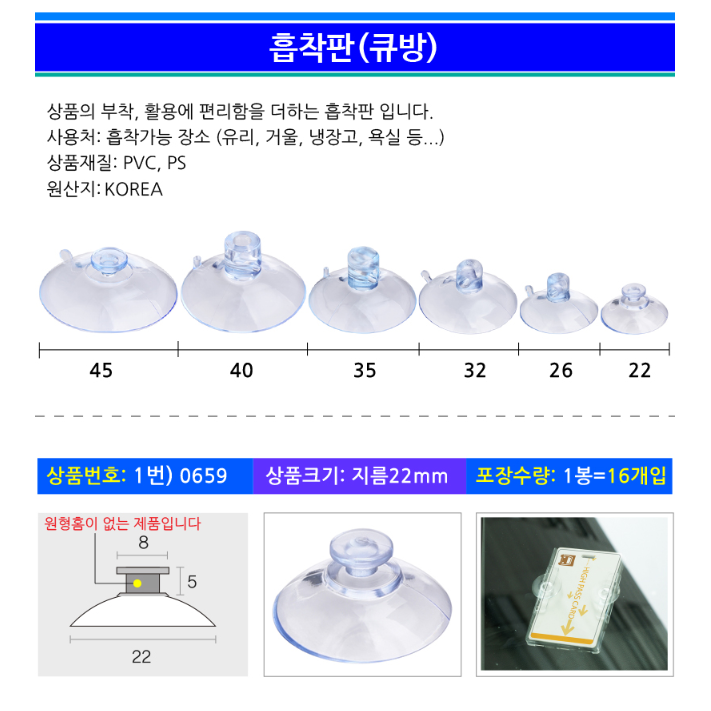 흡착판(큐방)
상품의 부착, 활용에 편리함을 더하는 흡착판 입니다.
사용처: 흡착가능 장소 (유리, 거울, 냉장고, 욕실 등...)
상품재질: PVC, PS
원산지: KOREA
45 40 35 32 26 22
상품번호: 1번) 0659 상품크기: 지름22mm 포장수량: 1봉=16개입
원형홈이 없는 제품입니다
8
5
22
HIGH PASS CARD